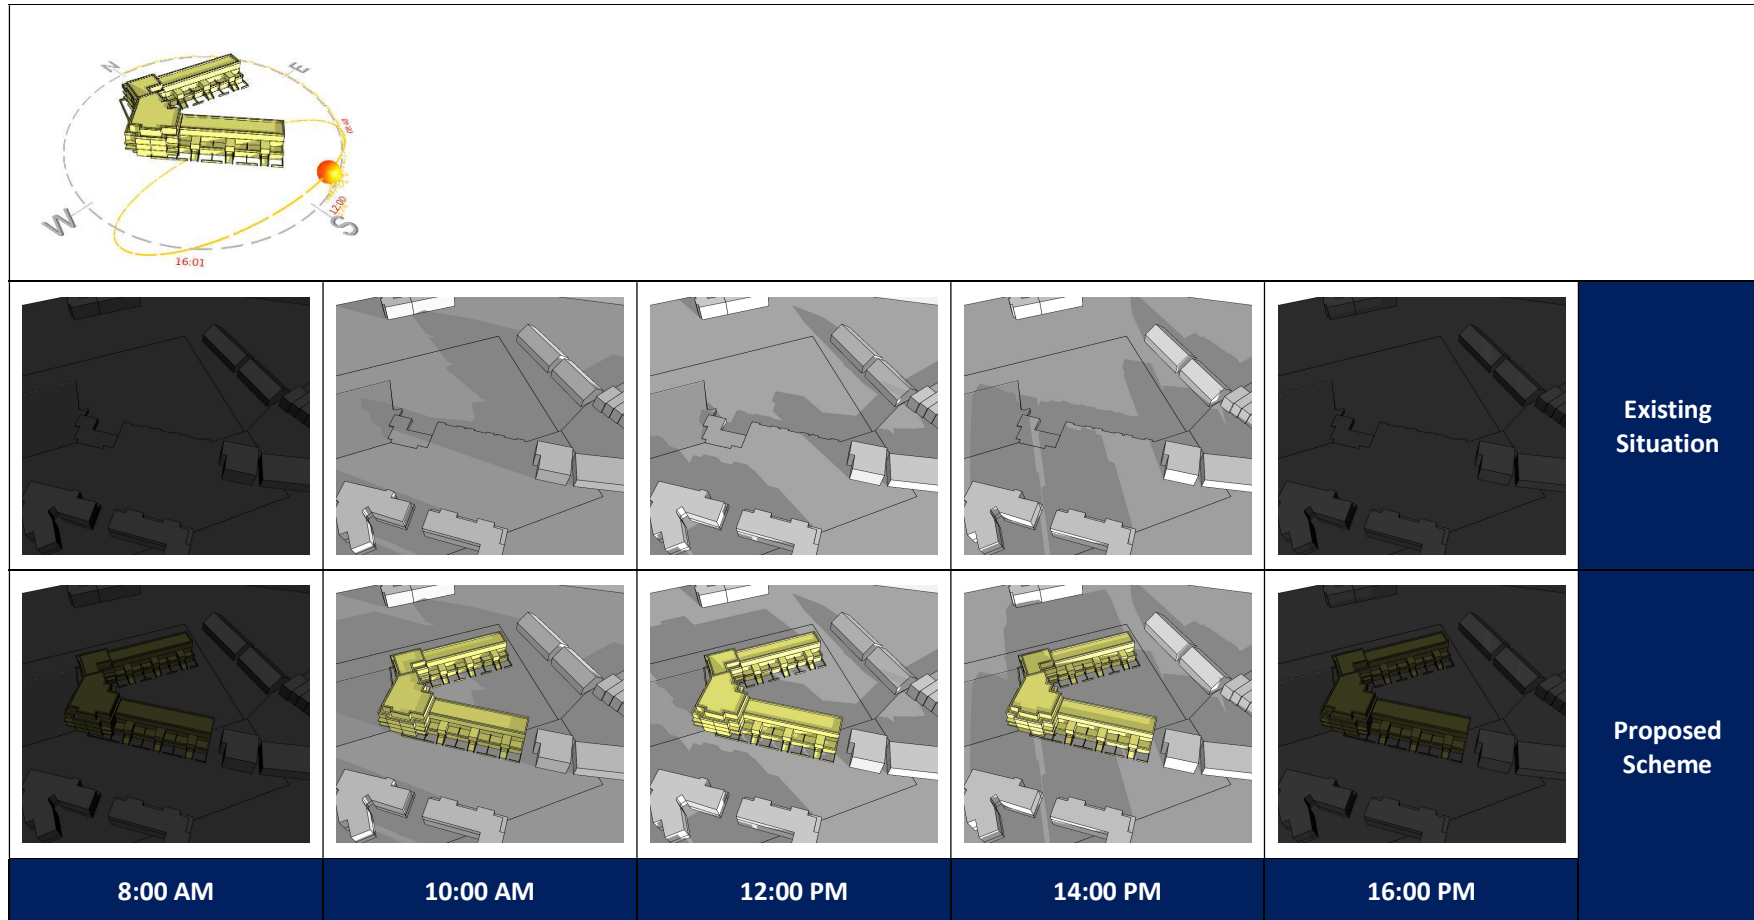 N
E
W
S
12:00
16:01
Existing
Situation
Proposed
Scheme
8:00 AM
10:00 AM
12:00 PM
14:00 PM
16:00 PM